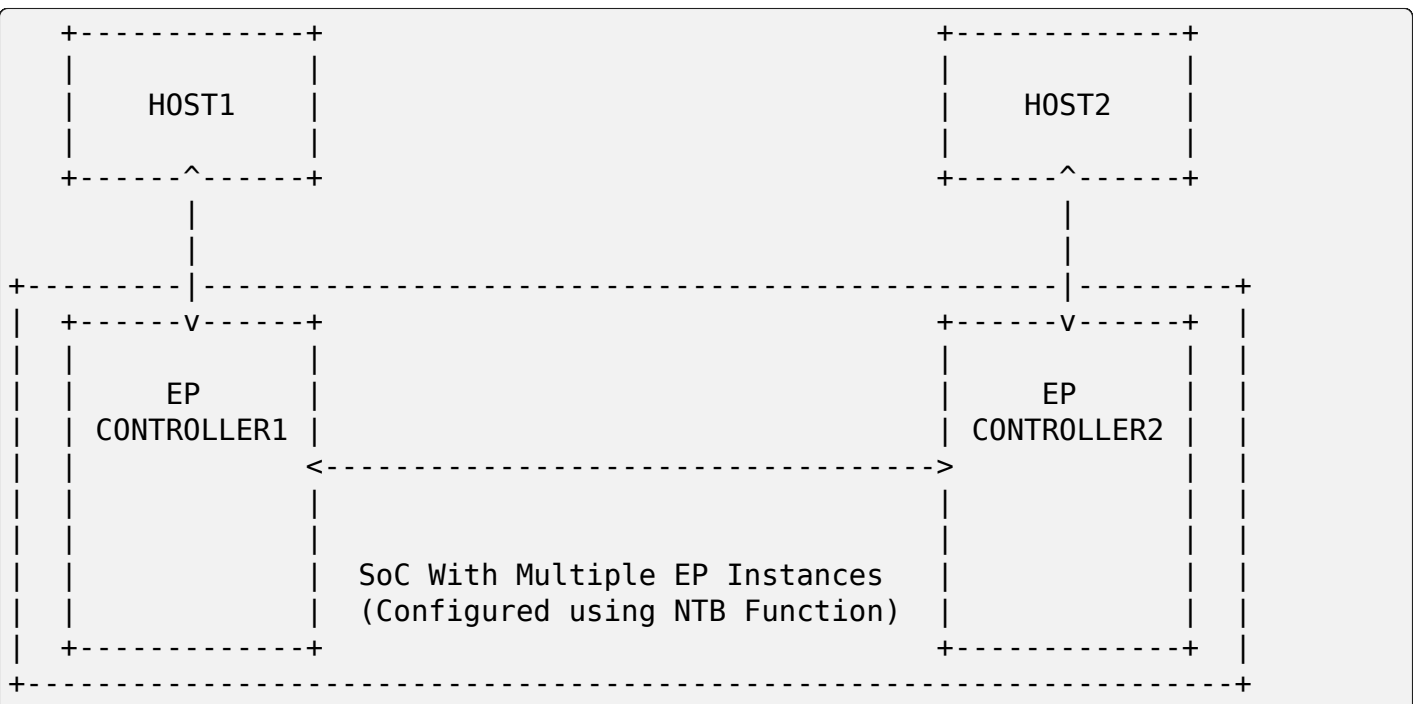 HOST1 HOST2
EP EP
CONTROLLER1 CONTROLLER2
SoC With Multiple EP Instances
(Configured using NTB Function)